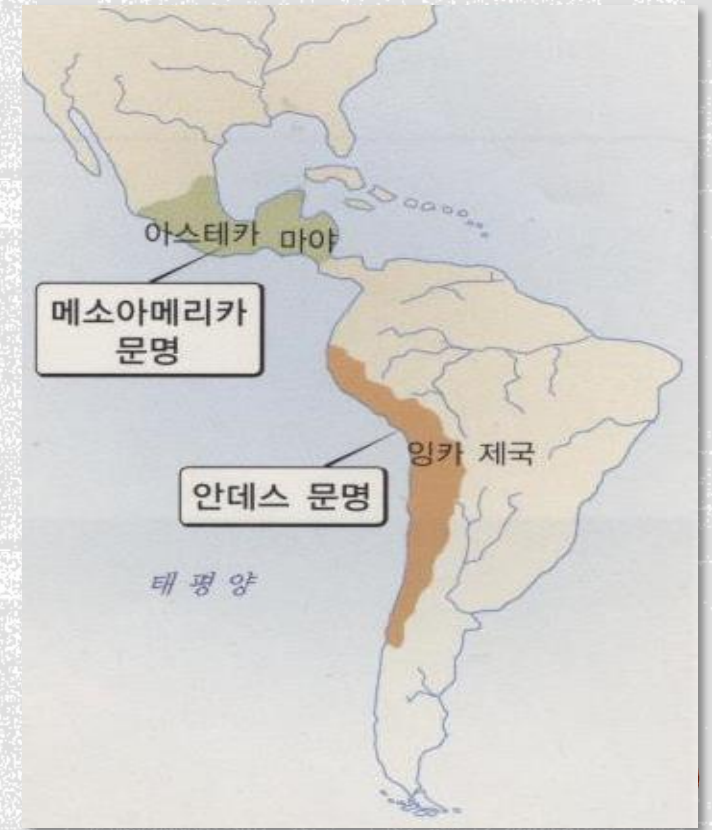 아스테카 마야
메소아메리카
문명
잉카 제국
안데스 문명
태평양